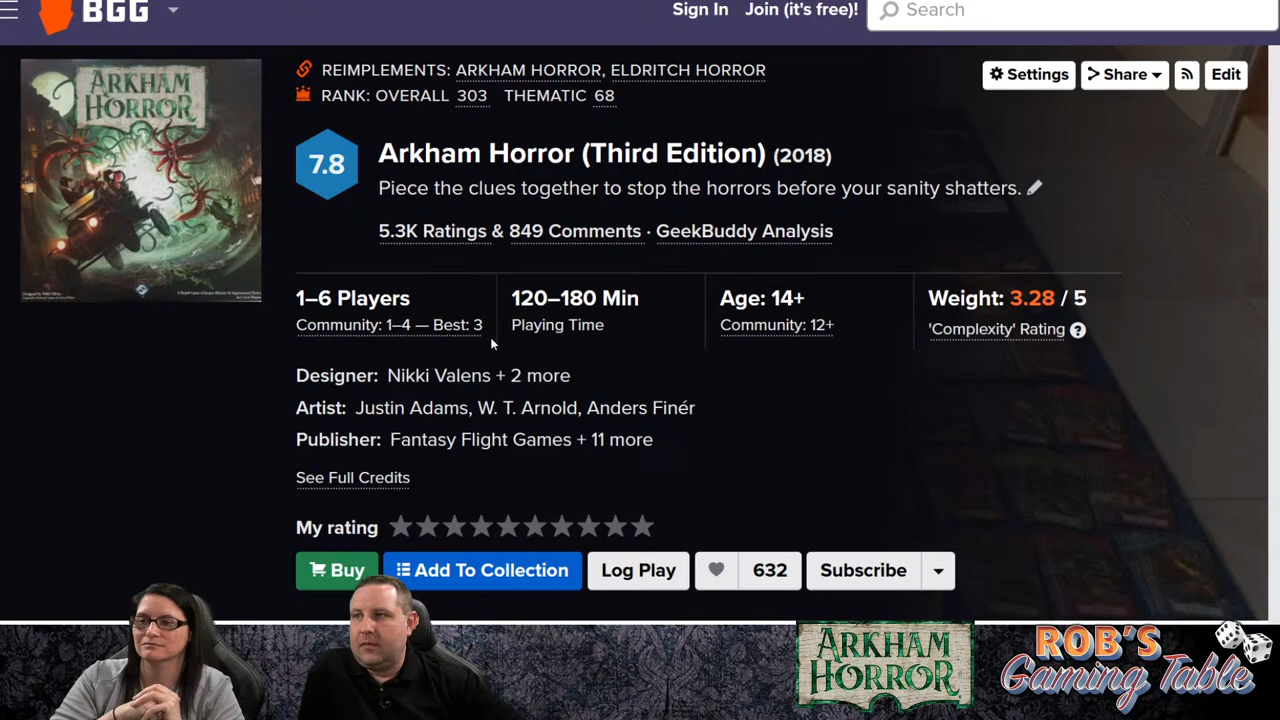 BGG
Sign In Join (it's free)! Search
REIMPLEMENTS: ARKHAM HORROR, ELDRITCH HORROR
RANK: OVERALL 303 THEMATIC 68
Settings Share Edit
ARKHAM HORROR
7.8
Arkham Horror (Third Edition) (2018)
Piece the clues together to stop the horrors before your sanity shatters.
5.3K Ratings & 849 Comments · GeekBuddy Analysis
1–6 Players 120–180 Min Age: 14+ Weight: 3.28 / 5
Community: 1–4 — Best: 3 Playing Time Community: 12+ 'Complexity' Rating ?
Designer: Nikki Valens + 2 more
Artist: Justin Adams, W. T. Arnold, Anders Finér
Publisher: Fantasy Flight Games + 11 more
See Full Credits
My rating
Buy Add To Collection Log Play 632 Subscribe
ARKHAM HORROR
ROB'S
Gaming Table